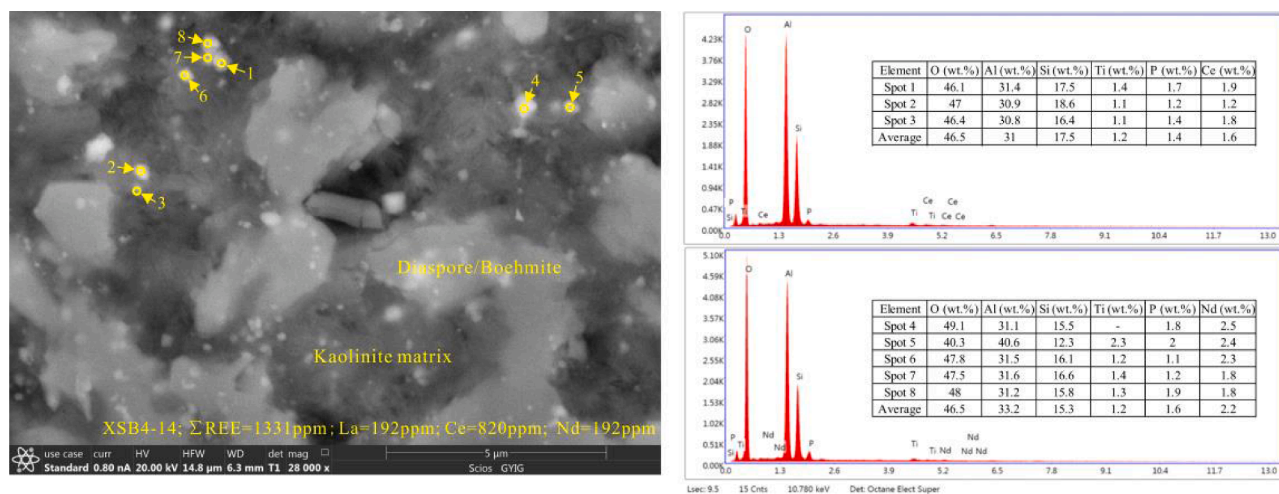 8
7
1
6
4
5
2
3
Diaspore/Boehmite
Kaolinite matrix
XSB4-14; ΣREE=1331ppm; La=192ppm; Ce=820ppm; Nd=192ppm
use case curr HV HFW WD det mag
Standard 0.80 nA 20.00 kV 14.8 µm 6.3 mm T1 28 000 x
5 µm
Scios GYIG
4.23K
3.76K
3.29K
2.82K
2.35K
1.88K
1.41K
0.94K
0.47K
0.00K
O
Al
Si
P
Si
Ti
Ce
P
Ti
Ce
Ti
Ce
Ce
Ce
0.0 1.3 2.6 3.9 5.2 6.5 7.8 9.1 10.4 11.7 13.0
Element O (wt.%) Al (wt.%) Si (wt.%) Ti (wt.%) P (wt.%) Ce (wt.%)
Spot 1 46.1 31.4 17.5 1.4 1.7 1.9
Spot 2 47 30.9 18.6 1.1 1.2 1.2
Spot 3 46.4 30.8 16.4 1.1 1.4 1.8
Average 46.5 31 17.5 1.2 1.4 1.6
5.10K
4.59K
4.08K
3.57K
3.06K
2.55K
2.04K
1.53K
1.02K
0.51K
0.00K
O
Al
Si
P
Si
Ti
Nd
Nd
P
Ti
Ti
Nd
Nd
Nd
Nd
0.0 1.3 2.6 3.9 5.2 6.5 7.8 9.1 10.4 11.7 13.0
Element O (wt.%) Al (wt.%) Si (wt.%) Ti (wt.%) P (wt.%) Nd (wt.%)
Spot 4 49.1 31.1 15.5 - 1.8 2.5
Spot 5 40.3 40.6 12.3 2.3 2 2.4
Spot 6 47.8 31.5 16.1 1.2 1.1 2.3
Spot 7 47.5 31.6 16.6 1.4 1.2 1.8
Spot 8 48 31.2 15.8 1.3 1.9 1.8
Average 46.5 33.2 15.3 1.2 1.6 2.2
Lsec: 9.5 15 Cnts 10.780 keV Det: Octane Elect Super